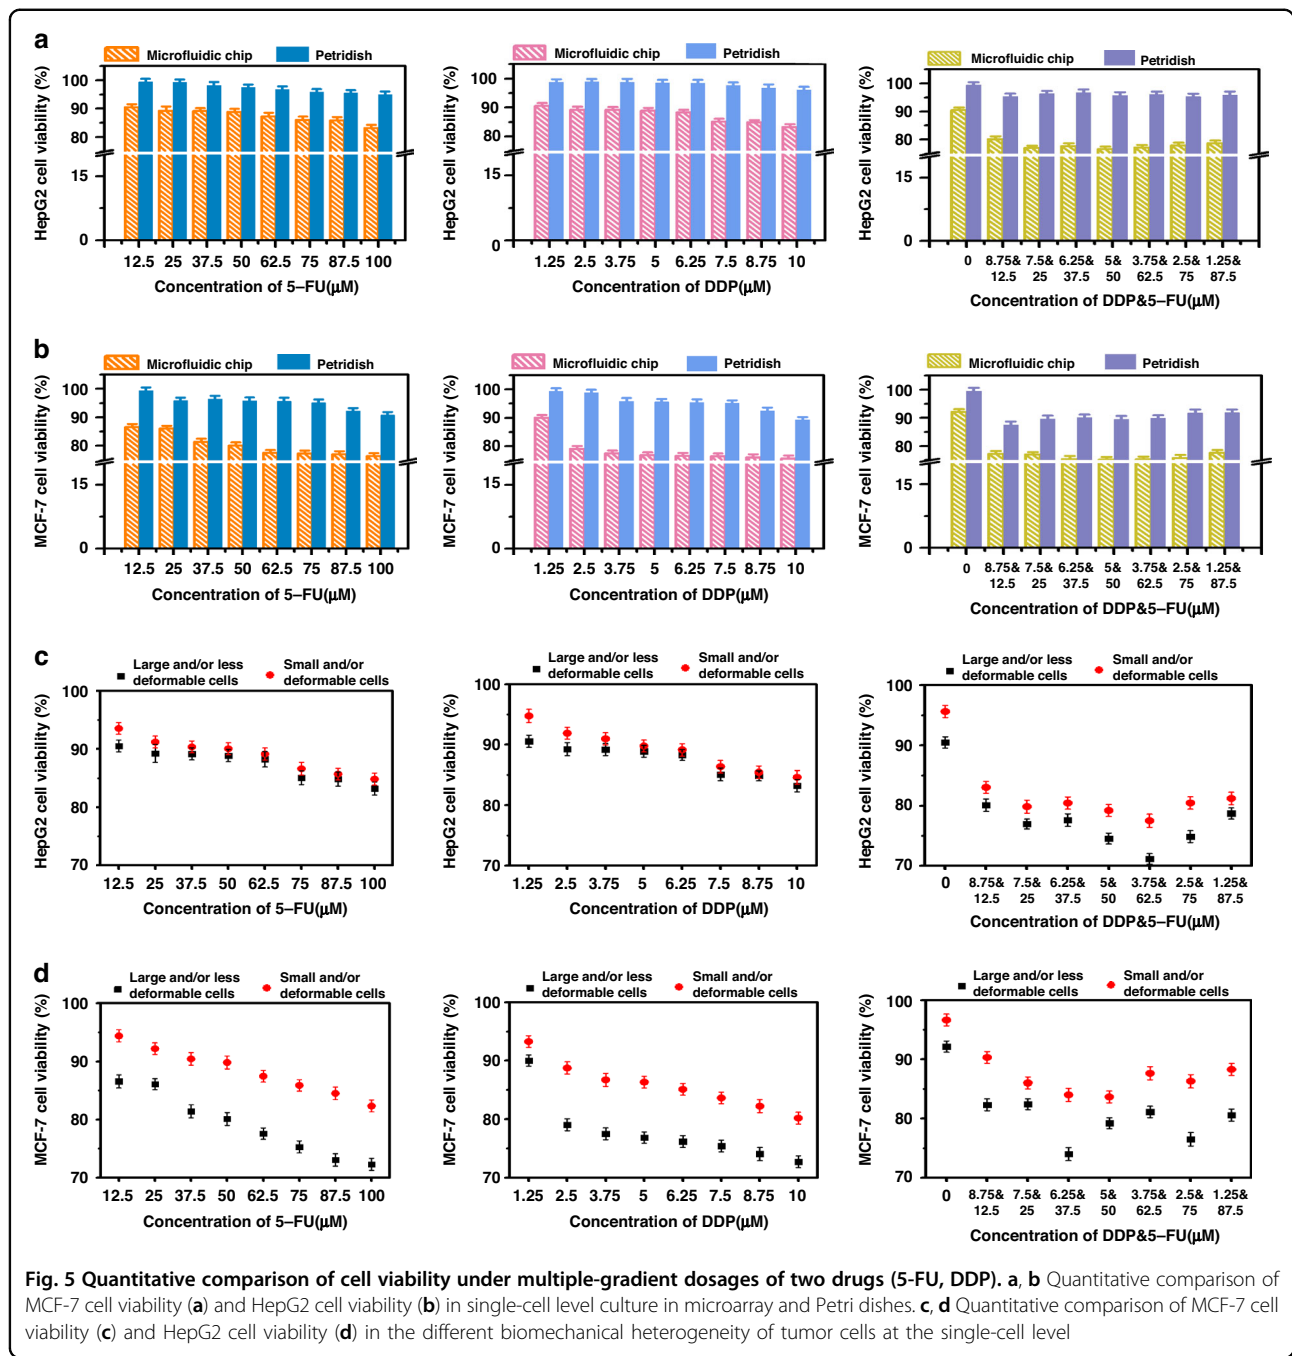 a
Microfluidic chip Petridish
HepG2 cell viability (%)
100
90
80
15
0
12.5 25 37.5 50 62.5 75 87.5 100
Concentration of 5–FU(μM)
Microfluidic chip Petridish
HepG2 cell viability (%)
100
90
80
15
0
1.25 2.5 3.75 5 6.25 7.5 8.75 10
Concentration of DDP(μM)
Microfluidic chip Petridish
HepG2 cell viability (%)
100
90
80
15
0
0 8.75& 7.5& 6.25& 5& 3.75& 2.5& 1.25&
12.5 25 37.5 50 62.5 75 87.5
Concentration of DDP&5–FU(μM)
b
Microfluidic chip Petridish
MCF-7 cell viability (%)
100
90
80
15
0
12.5 25 37.5 50 62.5 75 87.5 100
Concentration of 5–FU(μM)
Microfluidic chip Petridish
MCF-7 cell viability (%)
100
90
80
15
0
1.25 2.5 3.75 5 6.25 7.5 8.75 10
Concentration of DDP(μM)
Microfluidic chip Petridish
MCF-7 cell viability (%)
100
90
80
15
0
0 8.75& 7.5& 6.25& 5& 3.75& 2.5& 1.25&
12.5 25 37.5 50 62.5 75 87.5
Concentration of DDP&5–FU(μM)
c
Large and/or less Small and/or
deformable cells deformable cells
HepG2 cell viability (%)
100
90
80
70
12.5 25 37.5 50 62.5 75 87.5 100
Concentration of 5–FU(μM)
Large and/or less Small and/or
deformable cells deformable cells
HepG2 cell viability (%)
100
90
80
70
1.25 2.5 3.75 5 6.25 7.5 8.75 10
Concentration of DDP(μM)
Large and/or less Small and/or
deformable cells deformable cells
HepG2 cell viability (%)
100
90
80
70
0 8.75& 7.5& 6.25& 5& 3.75& 2.5& 1.25&
12.5 25 37.5 50 62.5 75 87.5
Concentration of DDP&5–FU(μM)
d
Large and/or less Small and/or
deformable cells deformable cells
MCF-7 cell viability (%)
100
90
80
70
12.5 25 37.5 50 62.5 75 87.5 100
Concentration of 5–FU(μM)
Large and/or less Small and/or
deformable cells deformable cells
MCF-7 cell viability (%)
100
90
80
70
1.25 2.5 3.75 5 6.25 7.5 8.75 10
Concentration of DDP(μM)
Large and/or less Small and/or
deformable cells deformable cells
MCF-7 cell viability (%)
100
90
80
70
0 8.75& 7.5& 6.25& 5& 3.75& 2.5& 1.25&
12.5 25 37.5 50 62.5 75 87.5
Concentration of DDP&5–FU(μM)
Fig. 5 Quantitative comparison of cell viability under multiple-gradient dosages of two drugs (5-FU, DDP). a, b Quantitative comparison of
MCF-7 cell viability (a) and HepG2 cell viability (b) in single-cell level culture in microarray and Petri dishes. c, d Quantitative comparison of MCF-7 cell
viability (c) and HepG2 cell viability (d) in the different biomechanical heterogeneity of tumor cells at the single-cell level